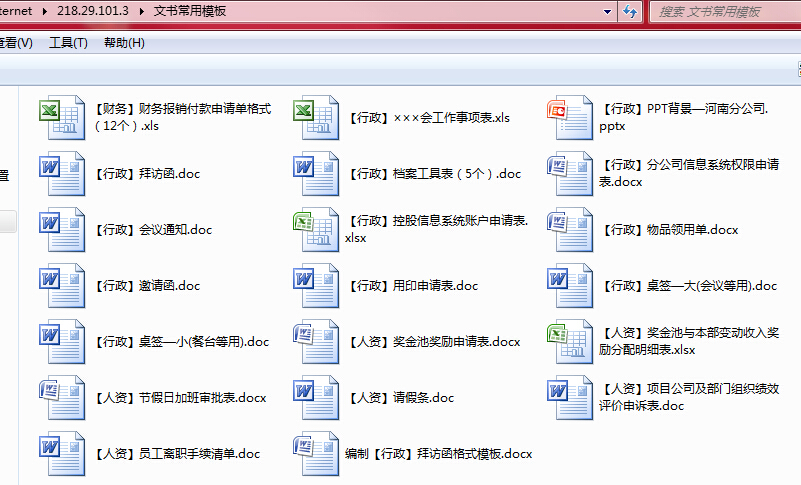 nternet ▸ 218.29.101.3 ▸ 文书常用模板
搜索 文书常用模板
查看(V) 工具(T) 帮助(H)
置
【财务】财务报销付款申请单格式
（12个）.xls
【行政】×××会工作事项表.xls
【行政】PPT背景—河南分公司.
pptx
【行政】拜访函.doc
【行政】档案工具表（5个）.doc
【行政】分公司信息系统权限申请
表.docx
【行政】会议通知.doc
【行政】控股信息系统账户申请表.
xlsx
【行政】物品领用单.docx
【行政】邀请函.doc
【行政】用印申请表.doc
【行政】桌签—大(会议等用).doc
【行政】桌签—小(餐台等用).doc
【人资】奖金池奖励申请表.docx
【人资】奖金池与本部变动收入奖
励分配明细表.xlsx
【人资】节假日加班审批表.docx
【人资】请假条.doc
【人资】项目公司及部门组织绩效
评价申诉表.doc
【人资】员工离职手续清单.doc
编制【行政】拜访函格式模板.docx